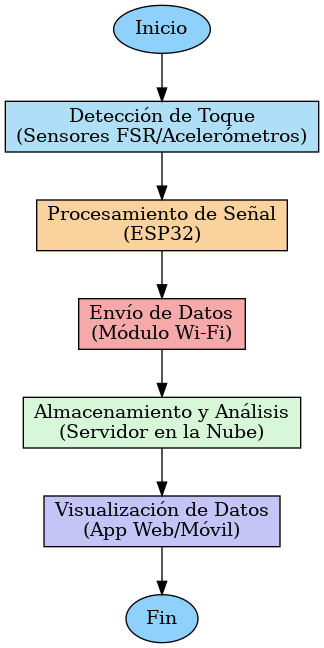 Inicio
Detección de Toque
(Sensores FSR/Acelerómetros)
Procesamiento de Señal
(ESP32)
Envío de Datos
(Módulo Wi-Fi)
Almacenamiento y Análisis
(Servidor en la Nube)
Visualización de Datos
(App Web/Móvil)
Fin